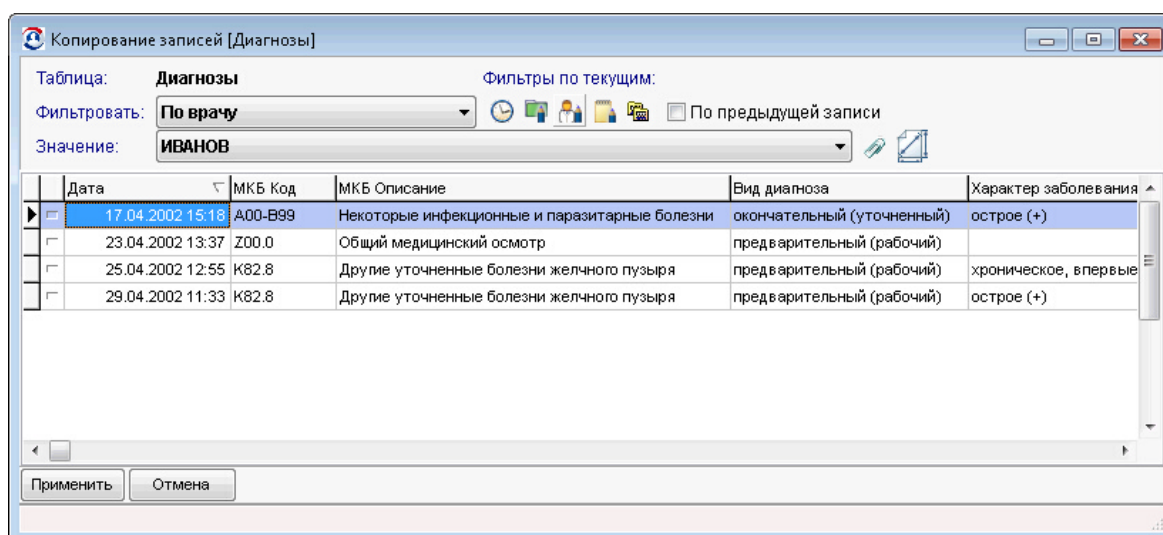 Копирование записей [Диагнозы]
Таблица: Диагнозы Фильтры по текущим:
Фильтровать: По врачу По предыдущей записи
Значение: ИВАНОВ
Дата МКБ Код МКБ Описание Вид диагноза Характер заболевания
17.04.2002 15:18 A00-B99 Некоторые инфекционные и паразитарные болезни окончательный (уточненный) острое (+)
23.04.2002 13:37 Z00.0 Общий медицинский осмотр предварительный (рабочий)
25.04.2002 12:55 K82.8 Другие уточненные болезни желчного пузыря предварительный (рабочий) хроническое, впервые
29.04.2002 11:33 K82.8 Другие уточненные болезни желчного пузыря предварительный (рабочий) острое (+)
Применить Отмена